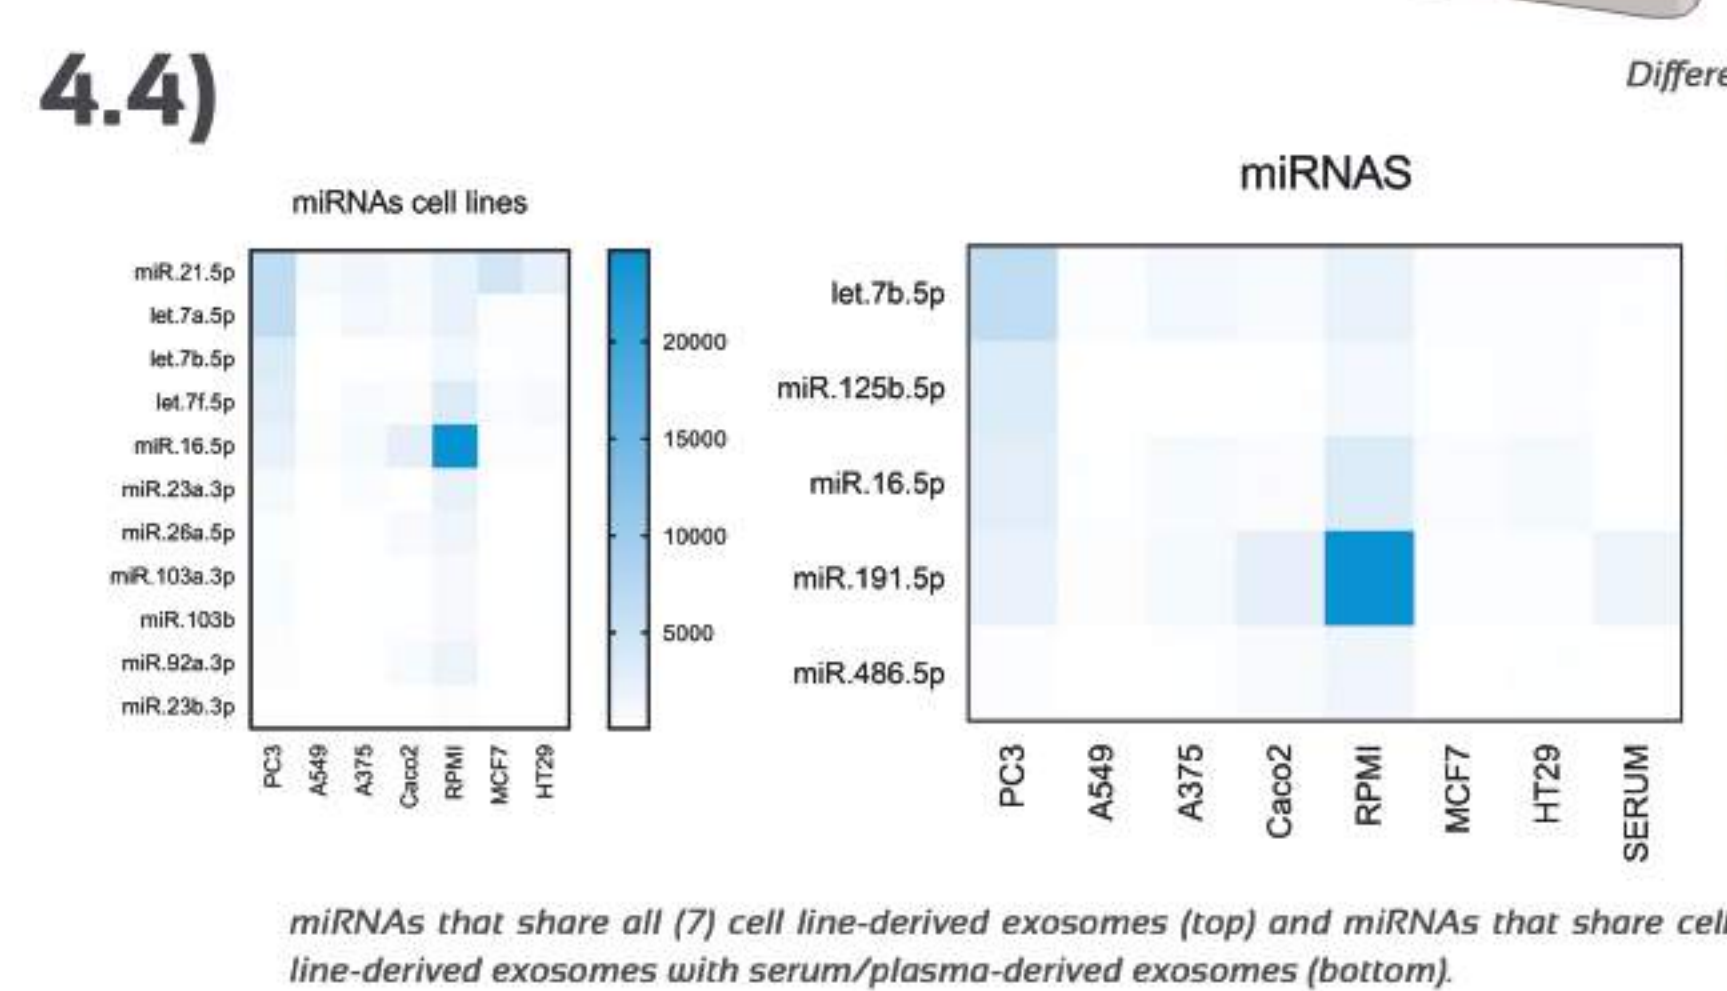 4.4)
Differe
miRNAs cell lines
miR.21.5p
let.7a.5p
let.7b.5p
let.7f.5p
miR.16.5p
miR.23a.3p
miR.26a.5p
miR.103a.3p
miR.103b
miR.92a.3p
miR.23b.3p
PC3
A549
A375
Caco2
RPMI
MCF7
HT29
20000
15000
10000
5000
miRNAS
let.7b.5p
miR.125b.5p
miR.16.5p
miR.191.5p
miR.486.5p
PC3
A549
A375
Caco2
RPMI
MCF7
HT29
SERUM
miRNAs that share all (7) cell line-derived exosomes (top) and miRNAs that share cell
line-derived exosomes with serum/plasma-derived exosomes (bottom).